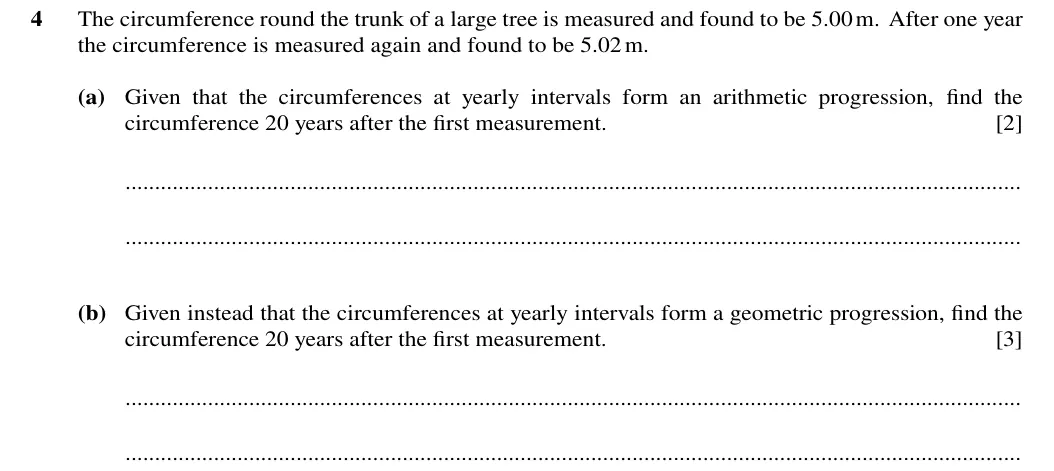 4 The circumference round the trunk of a large tree is measured and found to be 5.00 m. After one year
the circumference is measured again and found to be 5.02 m.
(a) Given that the circumferences at yearly intervals form an arithmetic progression, find the
circumference 20 years after the first measurement. [2]
(b) Given instead that the circumferences at yearly intervals form a geometric progression, find the
circumference 20 years after the first measurement. [3]